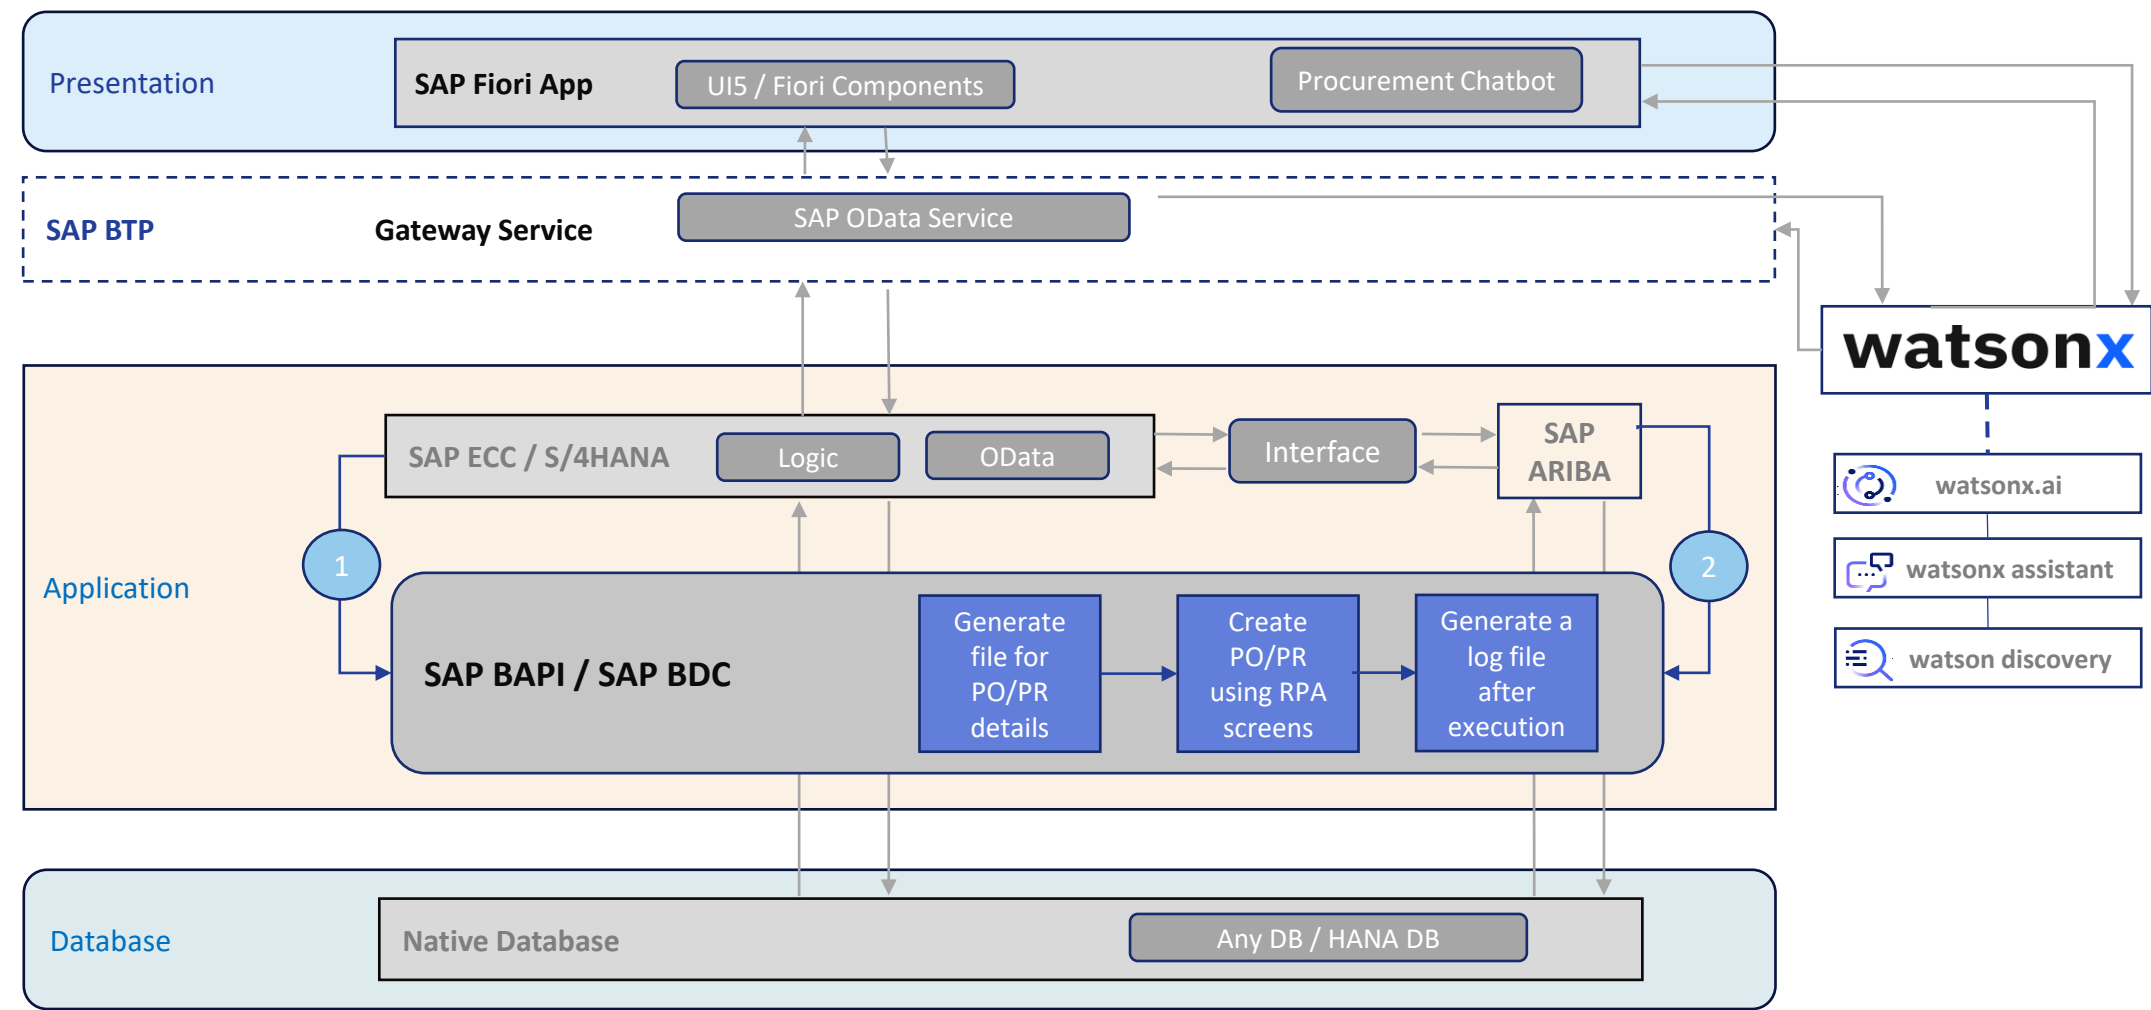 Presentation
SAP Fiori App
UI5 / Fiori Components
Procurement Chatbot
SAP BTP
Gateway Service
SAP OData Service
watsonx
SAP ECC / S/4HANA
Logic
OData
Interface
SAP
ARIBA
watsonx.ai
watsonx assistant
watson discovery
Application
1
2
SAP BAPI / SAP BDC
Generate
file for
PO/PR
details
Create
PO/PR
using RPA
screens
Generate a
log file
after
execution
Database
Native Database
Any DB / HANA DB